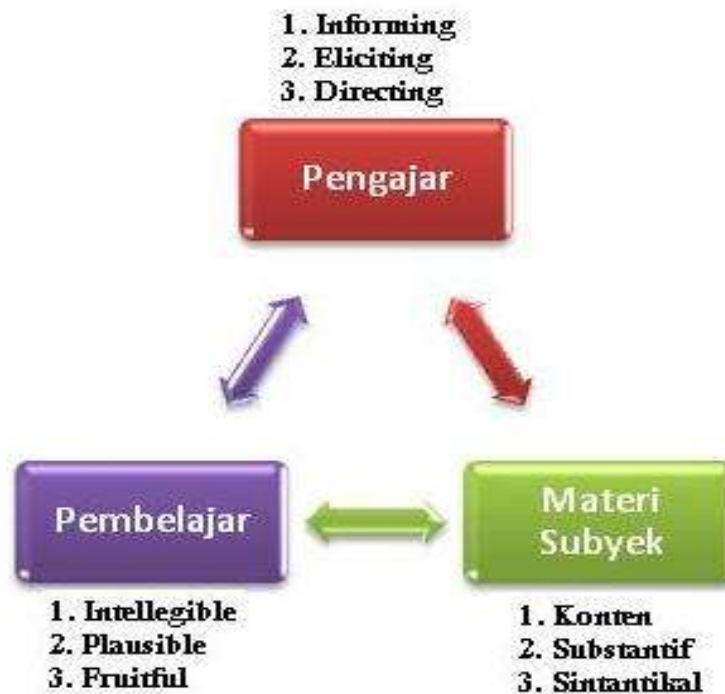 1. Informing
2. Eliciting
3. Directing
Pengajar
Pembelajar
1. Intellegible
2. Plausible
3. Fruitful
Materi
Subyek
1. Konten
2. Substantif
3. Sintantikal